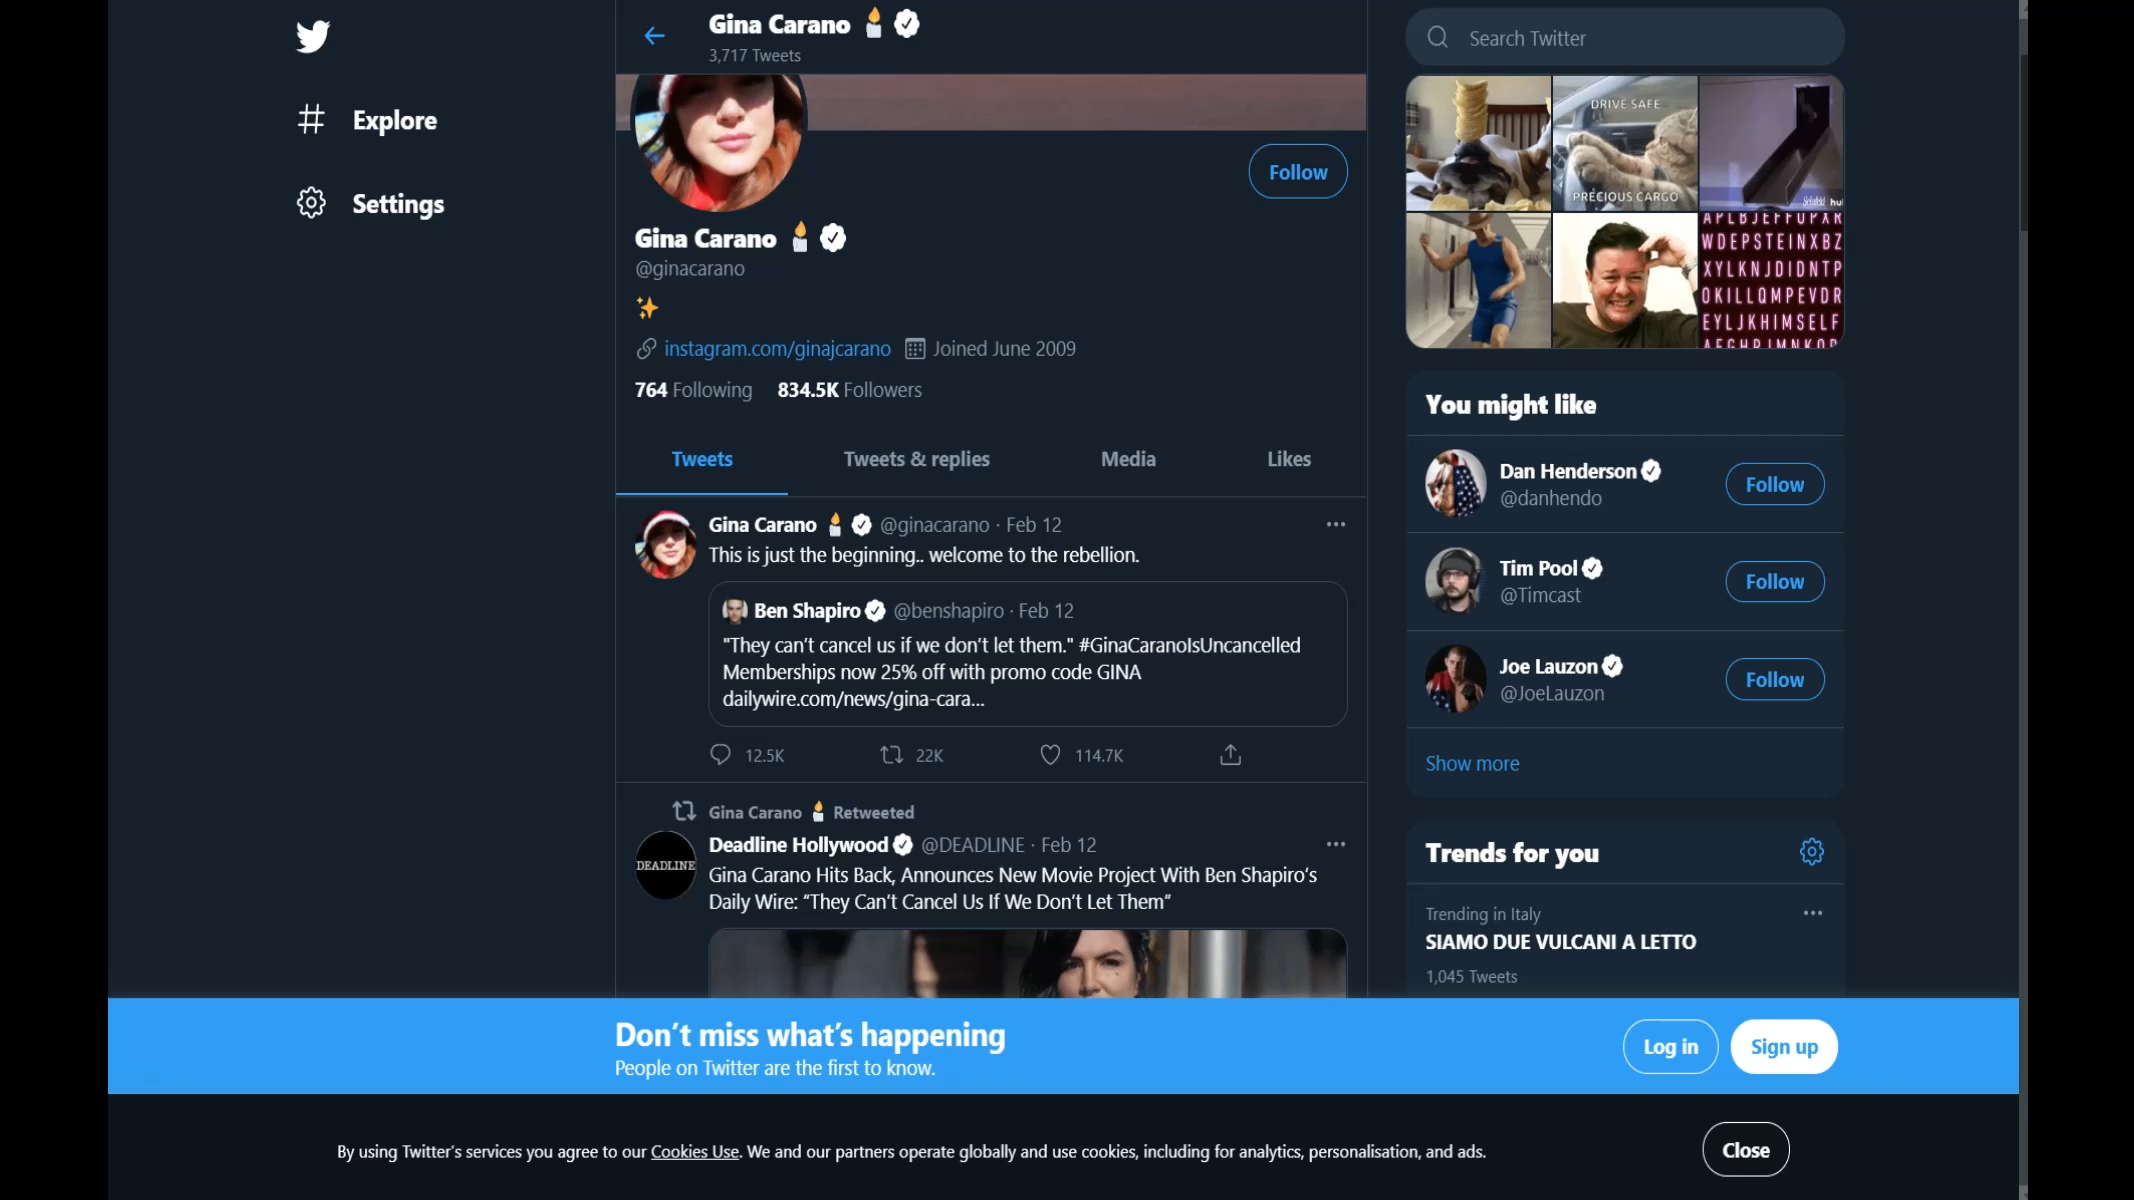 Gina Carano
3,717 Tweets
Search Twitter
Explore
Settings
Follow
Gina Carano
@ginacarano
instagram.com/ginajcarano Joined June 2009
764 Following 834.5K Followers
Tweets Tweets & replies Media Likes
Gina Carano @ginacarano · Feb 12
This is just the beginning.. welcome to the rebellion.
Ben Shapiro @benshapiro · Feb 12
"They can't cancel us if we don't let them." #GinaCaranoIsUncancelled
Memberships now 25% off with promo code GINA
dailywire.com/news/gina-cara...
12.5K 22K 114.7K
Gina Carano Retweeted
DEADLINE
Deadline Hollywood @DEADLINE · Feb 12
Gina Carano Hits Back, Announces New Movie Project With Ben Shapiro's
Daily Wire: “They Can't Cancel Us If We Don't Let Them”
DRIVE SAFE
PRECIOUS CARGO
WDEPSTEINXBZ
XYLKNJDIDNTP
OKILLQMPEVDR
EYLJKHIMSELF
You might like
Dan Henderson
@danhendo
Follow
Tim Pool
@Timcast
Follow
Joe Lauzon
@JoeLauzon
Follow
Show more
Trends for you
Trending in Italy
SIAMO DUE VULCANI A LETTO
1,045 Tweets
Don't miss what's happening
People on Twitter are the first to know.
Log in Sign up
By using Twitter's services you agree to our Cookies Use. We and our partners operate globally and use cookies, including for analytics, personalisation, and ads.
Close